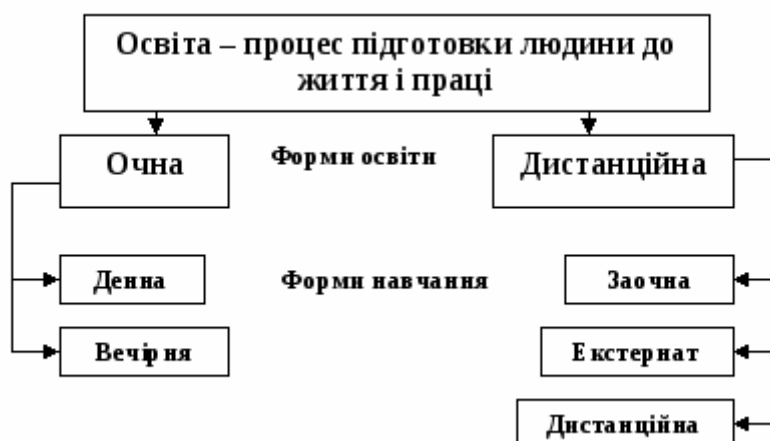 Освіта – процес підготовки людини до
життя і праці
Очна
Форми освіти
Дистанційна
Денна
Форми навчання
Заочна
Вечірня
Екстернат
Дистанційна